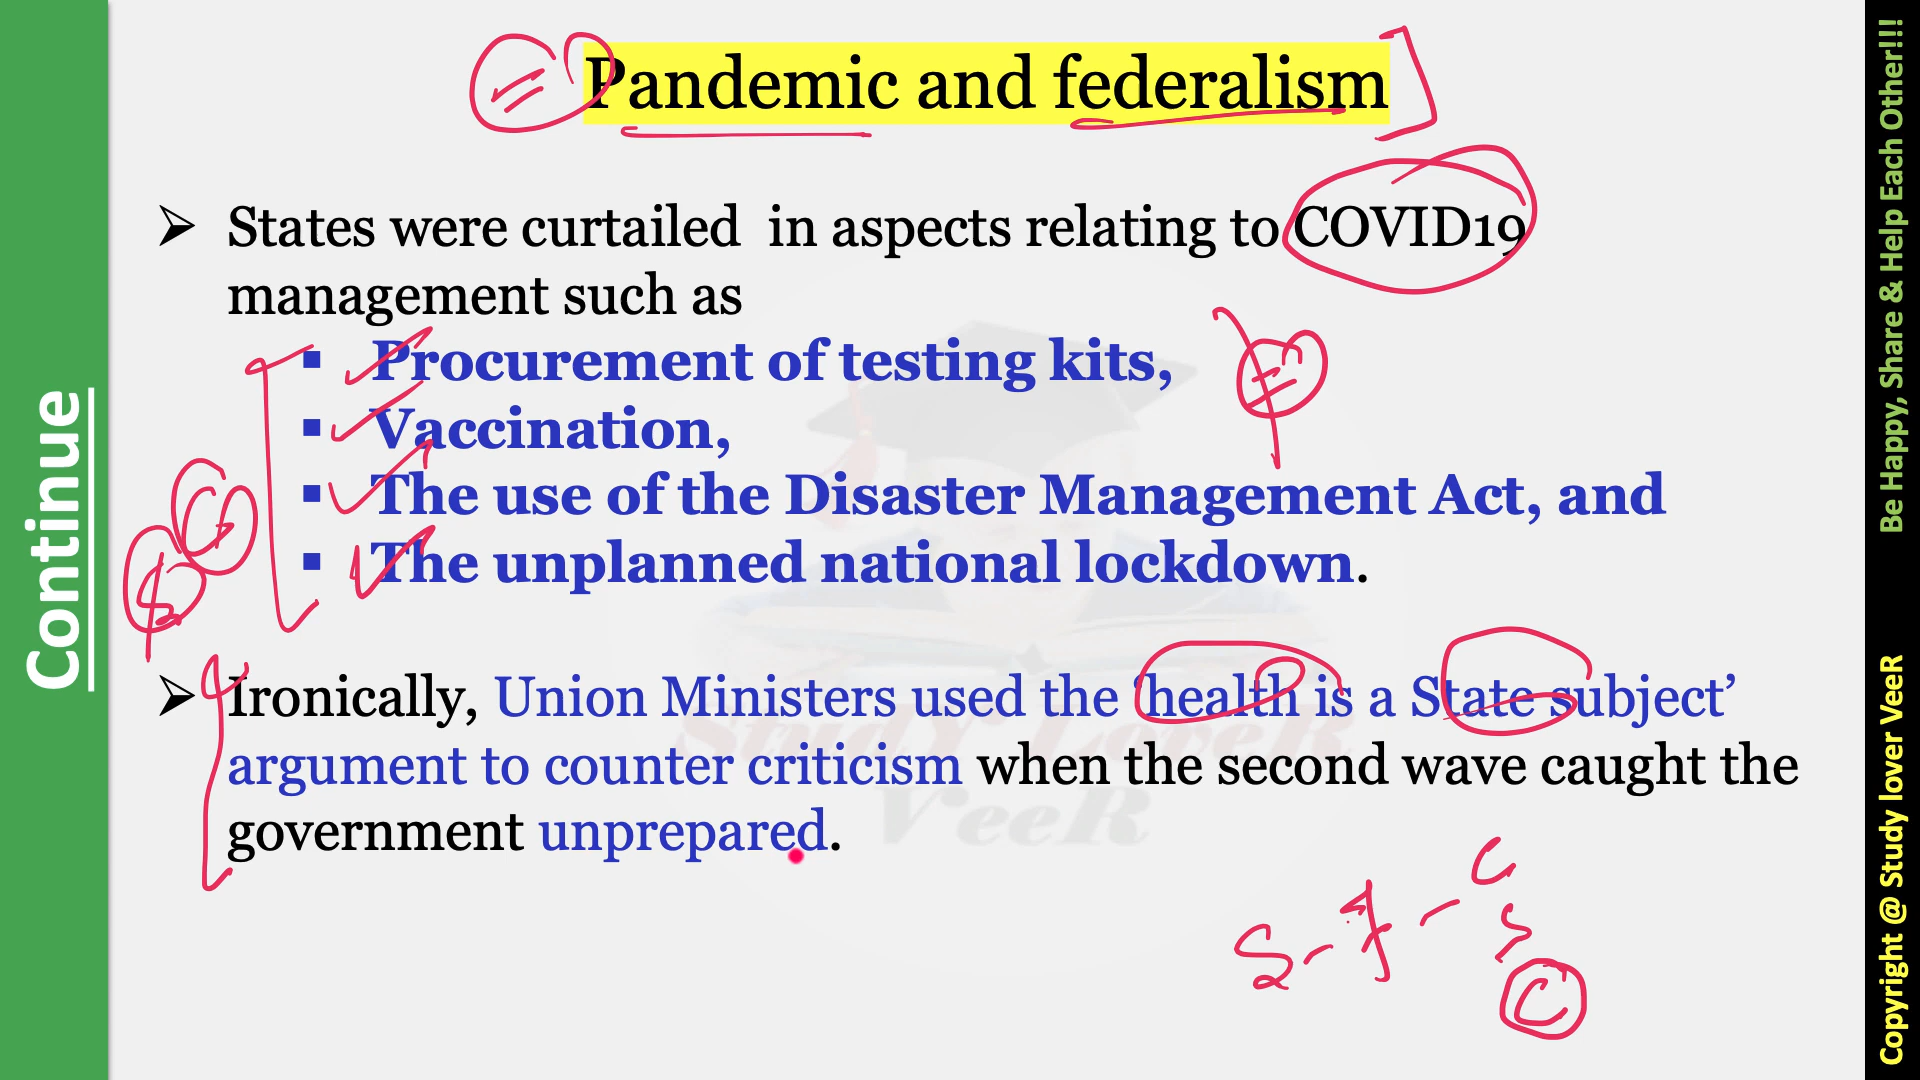 Pandemic and federalism
States were curtailed in aspects relating to COVID19
management such as
Procurement of testing kits,
Vaccination,
The use of the Disaster Management Act, and
The unplanned national lockdown.
Ironically, Union Ministers used the ‘health is a State subject’
argument to counter criticism when the second wave caught the
government unprepared.
Continue
Be Happy, Share & Help Each Other!!!
Copyright @ Study lover VeeR
Study LoveR
VeeR